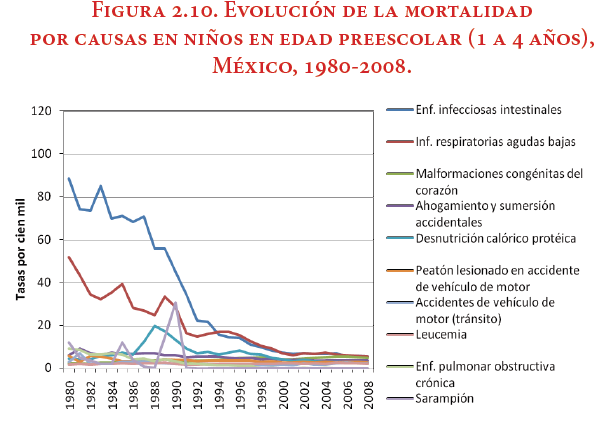 Figura 2.10. Evolución de la mortalidad
por causas en niños en edad preescolar (1 a 4 años),
México, 1980-2008.
120
100
80
60
40
20
0
Tasas por cien mil
1980
1982
1984
1986
1988
1990
1992
1994
1996
1998
2000
2002
2004
2006
2008
Enf. infecciosas intestinales
Inf. respiratorias agudas bajas
Malformaciones congénitas del
corazón
Ahogamiento y sumersión
accidentales
Desnutrición calórico protéica
Peatón lesionado en accidente
de vehículo de motor
Accidentes de vehículo de
motor (tránsito)
Leucemia
Enf. pulmonar obstructiva
crónica
Sarampión